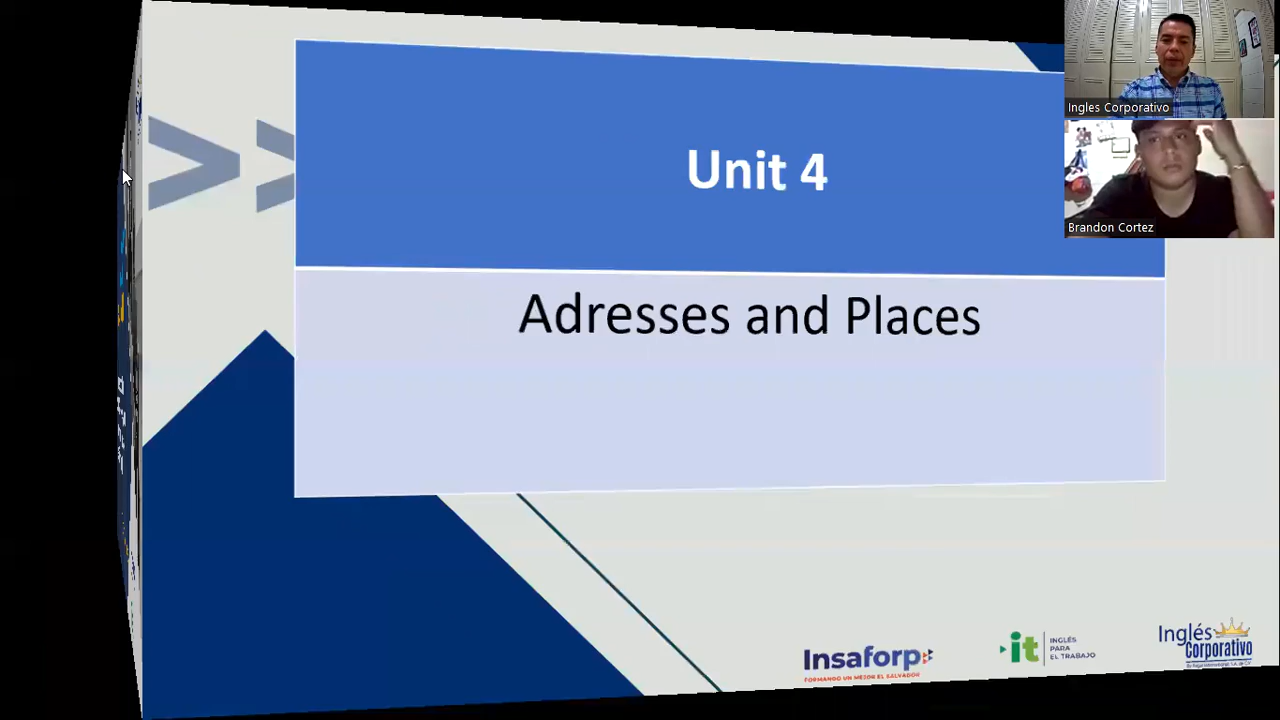 Unit 4
Adresses and Places
Ingles Corporativo
Brandon Cortez
Insaforp
FORMANDO UN MEJOR EL SALVADOR
it
INGLÉS
PARA
EL TRABAJO
Inglés
Corporativo